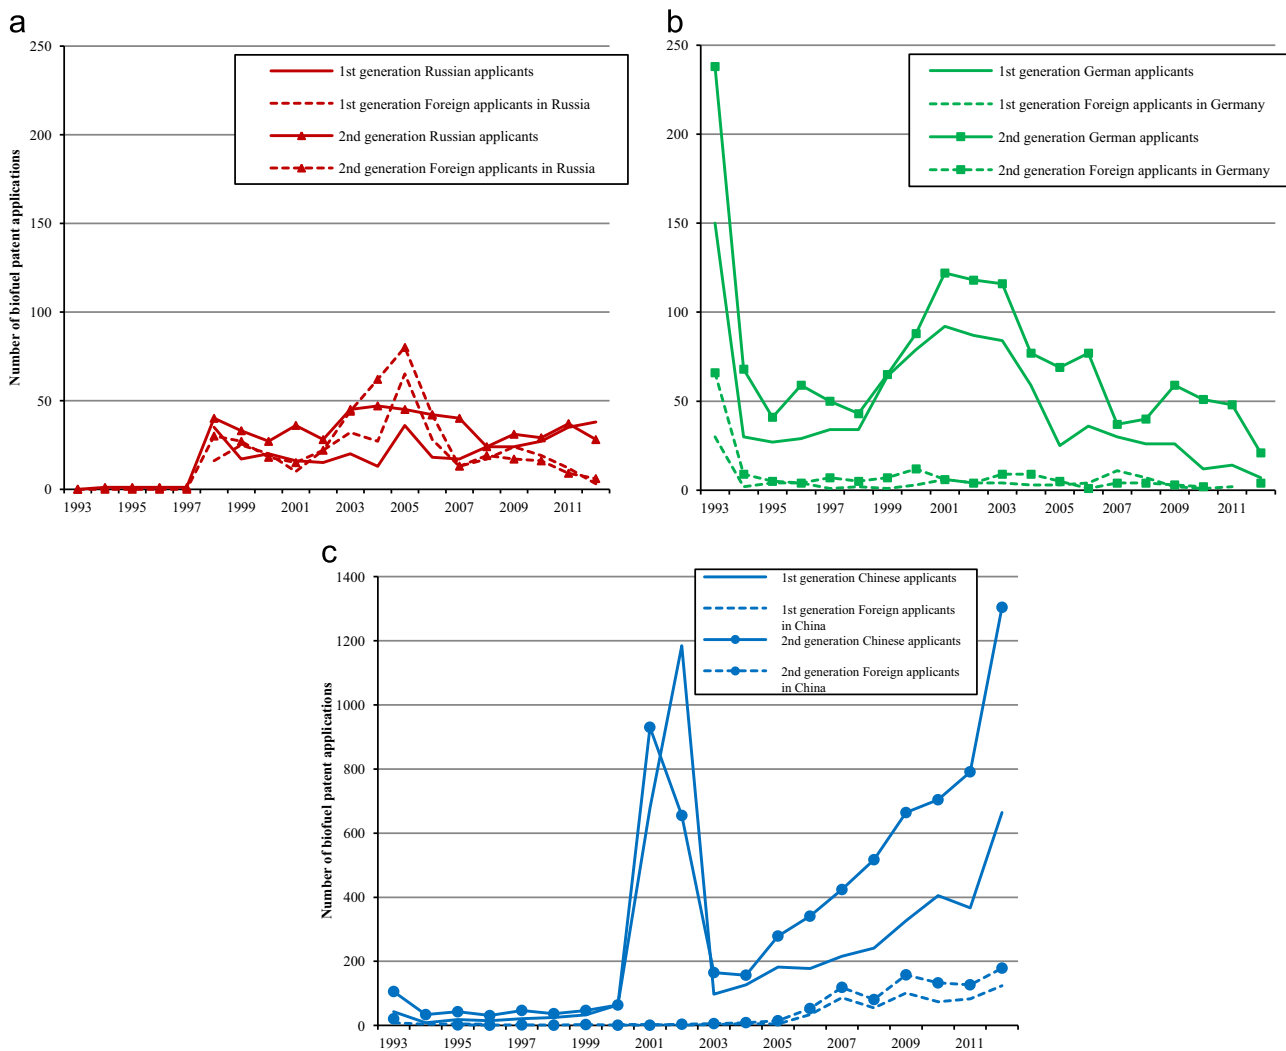 a
250
200
150
100
50
0
Number of biofuel patent applications
1st generation Russian applicants
1st generation Foreign applicants in Russia
2nd generation Russian applicants
2nd generation Foreign applicants in Russia
1993 1995 1997 1999 2001 2003 2005 2007 2009 2011
b
250
200
150
100
50
0
1st generation German applicants
1st generation Foreign applicants in Germany
2nd generation German applicants
2nd generation Foreign applicants in Germany
1993 1995 1997 1999 2001 2003 2005 2007 2009 2011
c
1400
1200
1000
800
600
400
200
0
Number of biofuel patent applications
1st generation Chinese applicants
1st generation Foreign applicants
in China
2nd generation Chinese applicants
2nd generation Foreign applicants
in China
1993 1995 1997 1999 2001 2003 2005 2007 2009 2011